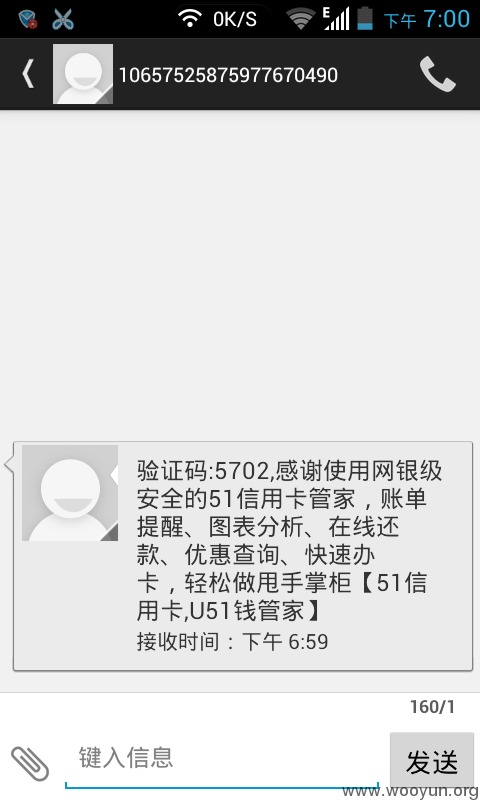 0K/S
E
下午 7:00
10657525875977670490
验证码:5702,感谢使用网银级
安全的51信用卡管家，账单
提醒、图表分析、在线还
款、优惠查询、快速办
卡，轻松做甩手掌柜【51信
用卡,U51钱管家】
接收时间：下午 6:59
160/1
键入信息
发送
www.wooyun.org